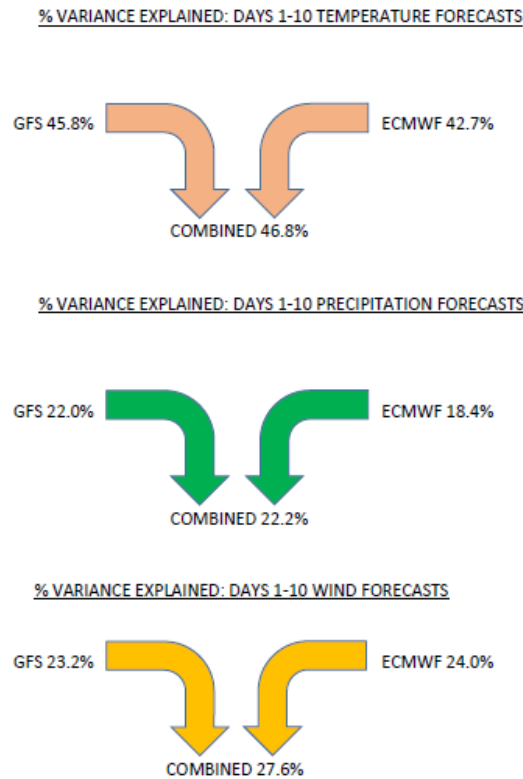 % VARIANCE EXPLAINED: DAYS 1-10 TEMPERATURE FORECASTS
GFS 45.8%
ECMWF 42.7%
COMBINED 46.8%
% VARIANCE EXPLAINED: DAYS 1-10 PRECIPITATION FORECASTS
GFS 22.0%
ECMWF 18.4%
COMBINED 22.2%
% VARIANCE EXPLAINED: DAYS 1-10 WIND FORECASTS
GFS 23.2%
ECMWF 24.0%
COMBINED 27.6%